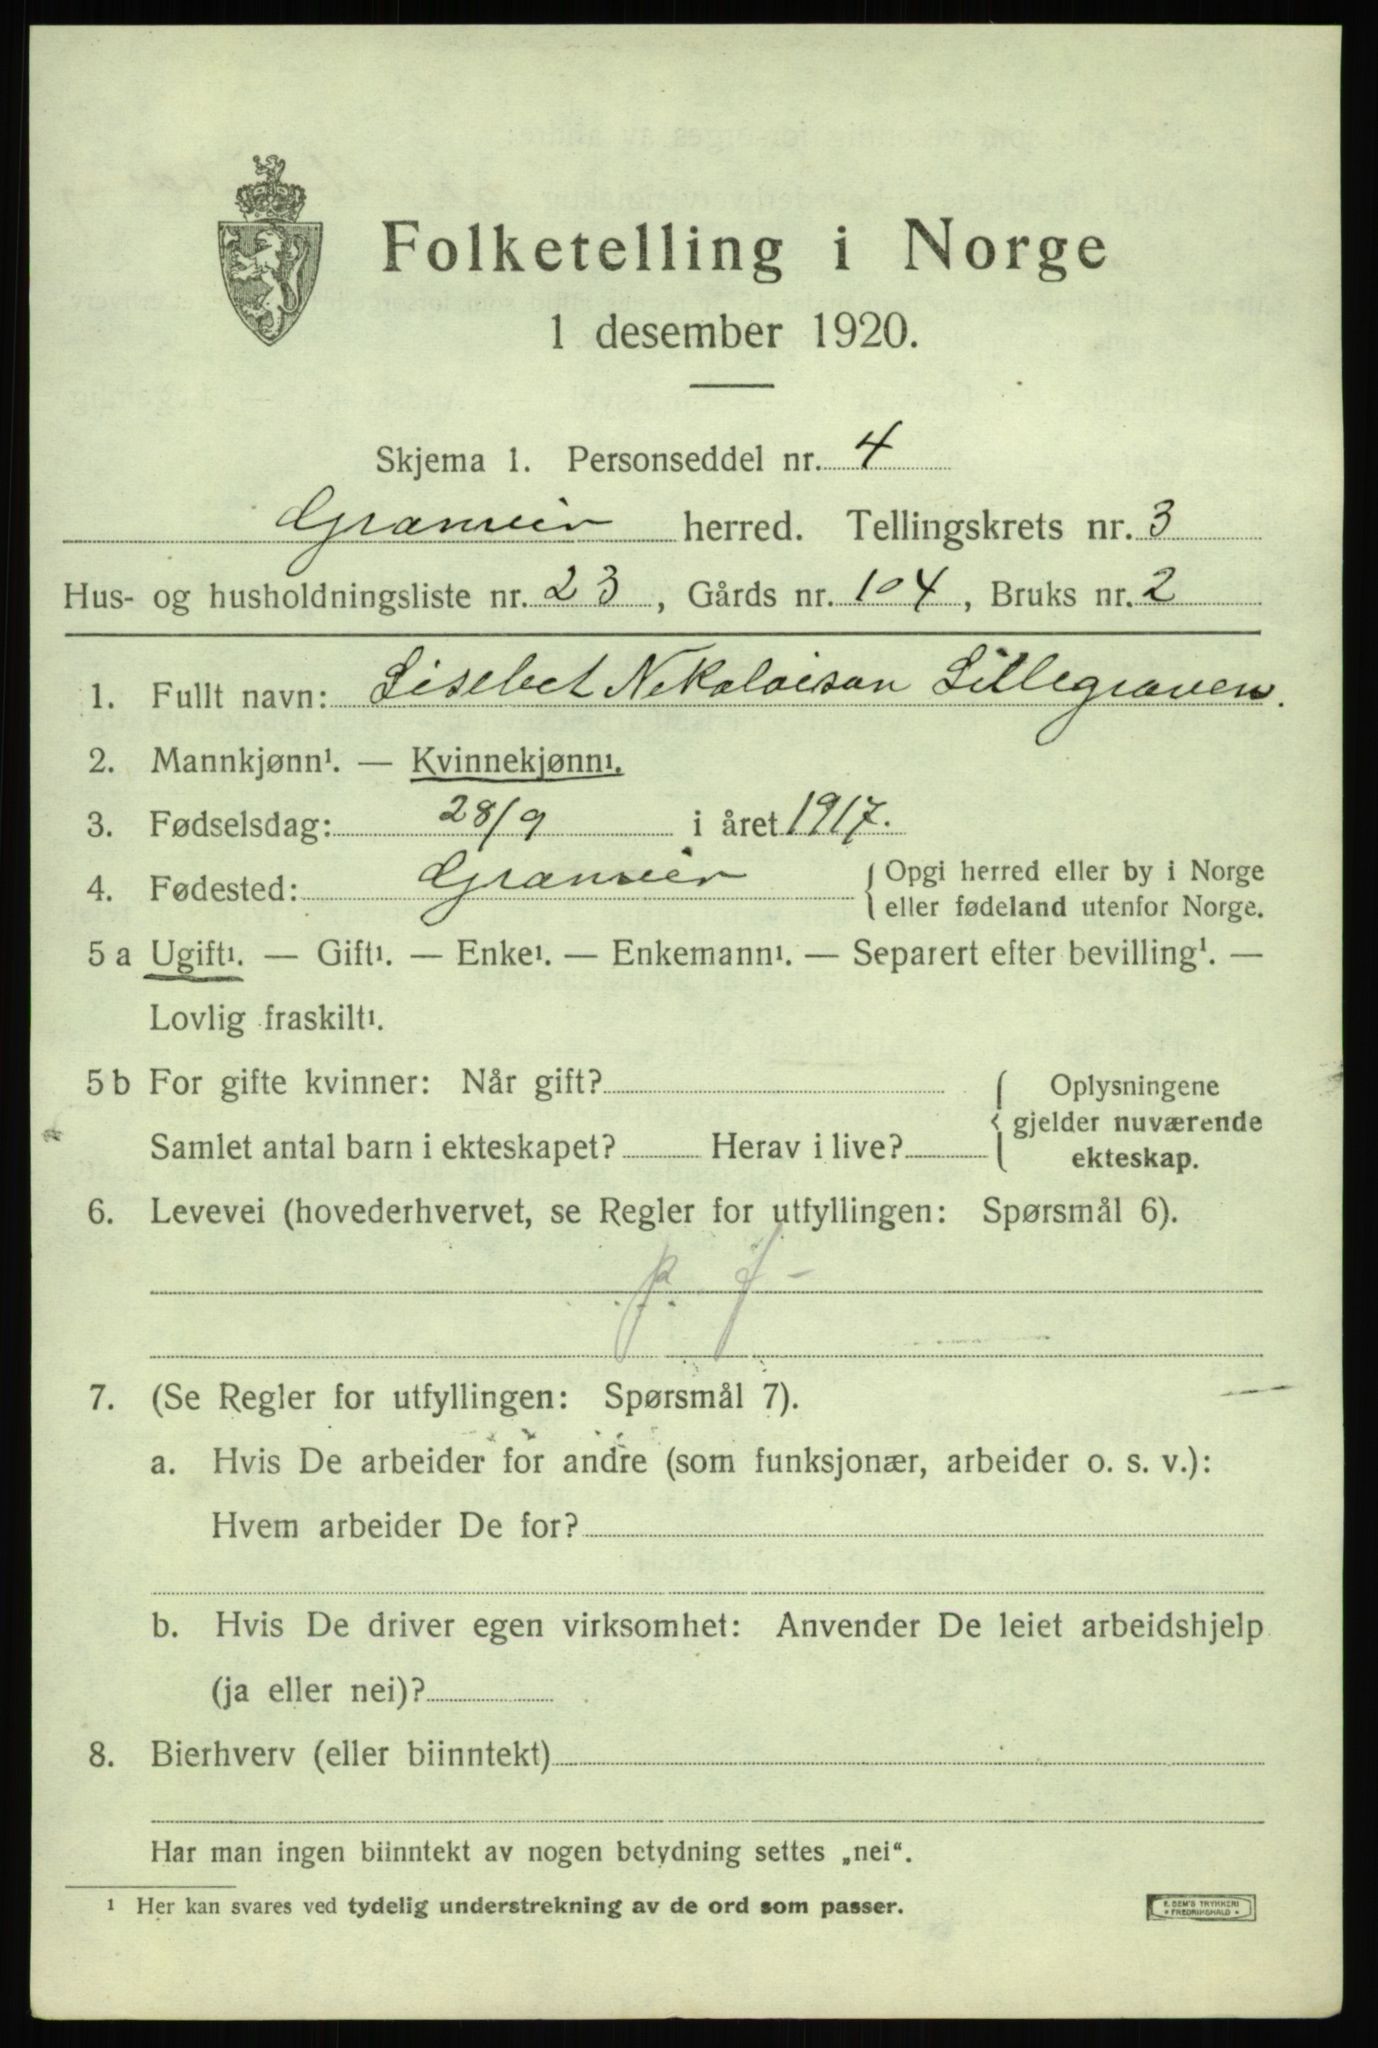 Folketelling i Norge
1 desember 1920.
Skjema 1. Personseddel nr. 4
Granvin herred. Tellingskrets nr. 3
Hus- og husholdningsliste nr. 23, Gårds nr. 104, Bruks nr. 2
1. Fullt navn: Lisebet Nikolaisen Lillegraven.
2. Mannkjønn¹. — Kvinnekjønn¹.
3. Fødselsdag: 28/9 i året 1917.
4. Fødested: Granvin { Opgi herred eller by i Norge
eller fødeland utenfor Norge.
5 a Ugift¹. — Gift¹. — Enke¹. — Enkemann¹. — Separert efter bevilling¹. —
Lovlig fraskilt¹.
5 b For gifte kvinner: Når gift?
Samlet antal barn i ekteskapet? Herav i live? { Oplysningene
gjelder nuværende
ekteskap.
6. Levevei (hovederhvervet, se Regler for utfyllingen: Spørsmål 6).
p. f -
7. (Se Regler for utfyllingen: Spørsmål 7).
a. Hvis De arbeider for andre (som funksjonær, arbeider o. s. v.):
Hvem arbeider De for?
b. Hvis De driver egen virksomhet: Anvender De leiet arbeidshjelp
(ja eller nei)?
8. Bierhverv (eller biinntekt)
Har man ingen biinntekt av nogen betydning settes „nei“.
¹ Her kan svares ved tydelig understrekning av de ord som passer.
E. SEM'S TRYKKERI
FREDRIKSHALD